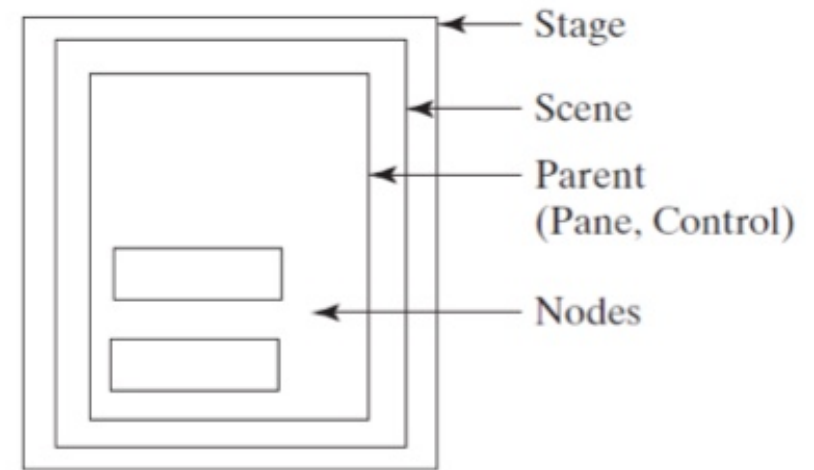 Stage
Scene
Parent
(Pane, Control)
Nodes